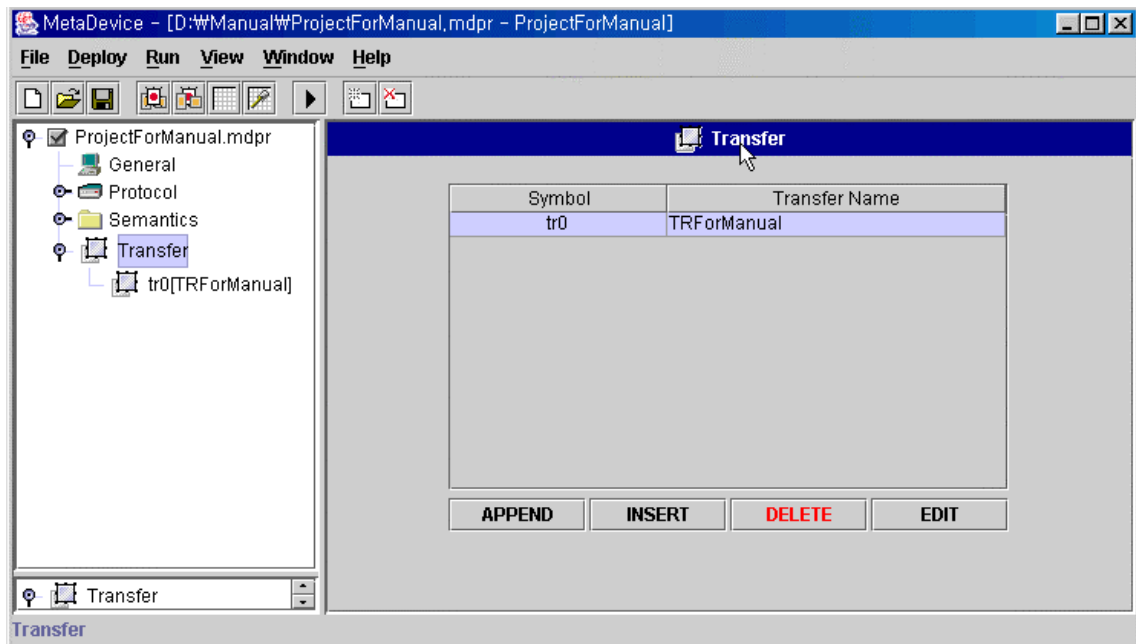 MetaDevice - [D:₩Manual₩ProjectForManual,mdpr - ProjectForManual]
File Deploy Run View Window Help
ProjectForManual.mdpr
General
Protocol
Semantics
Transfer
tr0[TRForManual]
Transfer
Transfer
Transfer
Symbol Transfer Name
tr0 TRForManual
APPEND INSERT DELETE EDIT